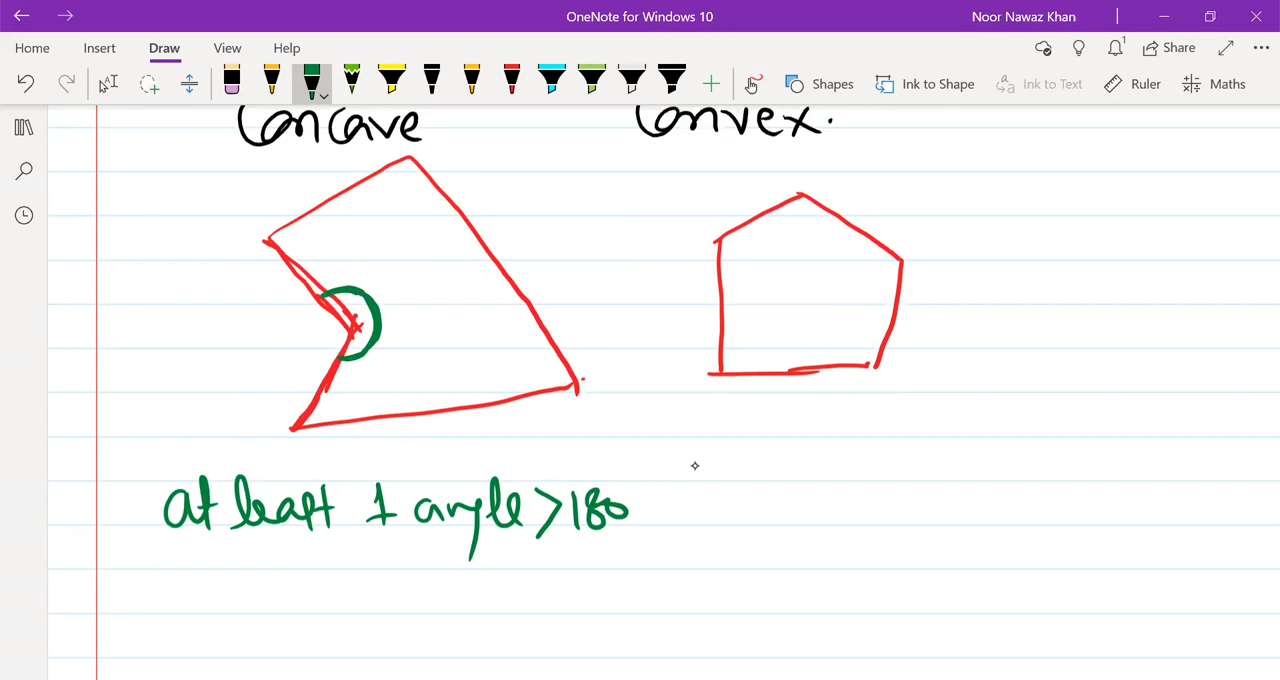 OneNote for Windows 10
Noor Nawaz Khan
Home Insert Draw View Help
1
Share
Shapes Ink to Shape Ink to Text Ruler Maths
Concave Convex.
at least 1 angle > 180